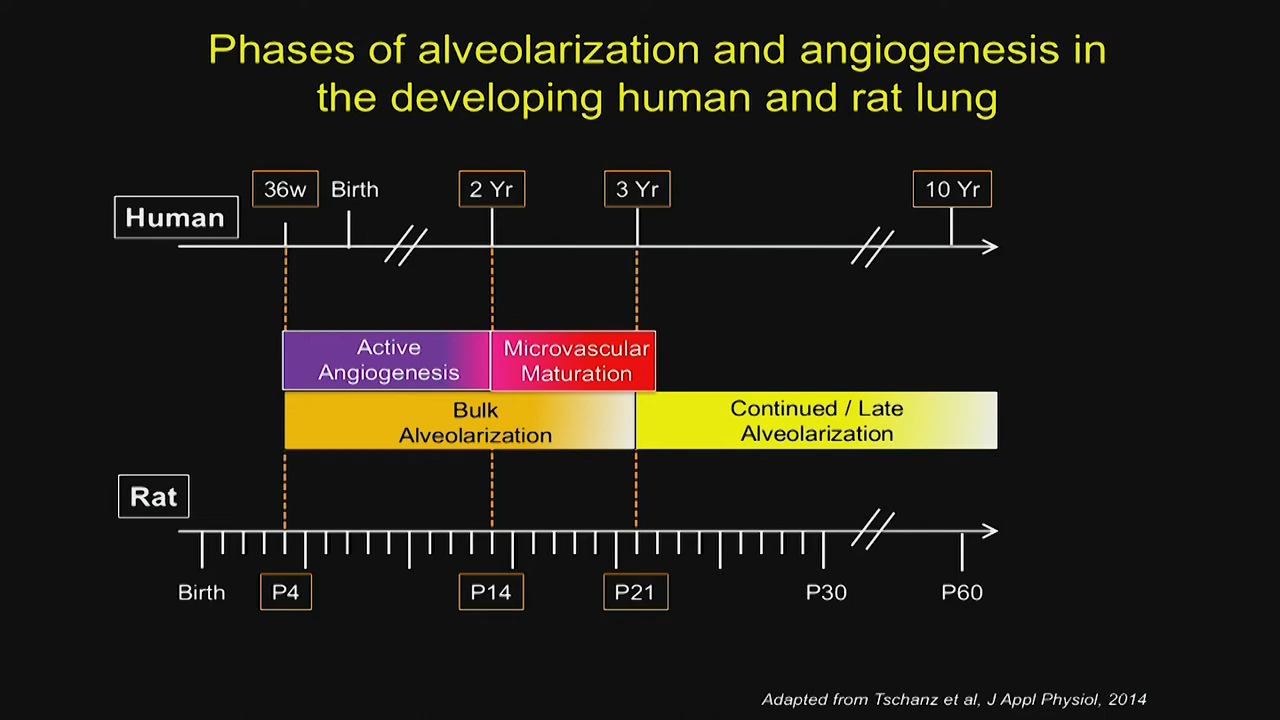 Phases of alveolarization and angiogenesis in
the developing human and rat lung
Human
36w
Birth
2 Yr
3 Yr
10 Yr
Active
Angiogenesis
Microvascular
Maturation
Bulk
Alveolarization
Continued / Late
Alveolarization
Rat
Birth
P4
P14
P21
P30
P60
Adapted from Tschanz et al, J Appl Physiol, 2014